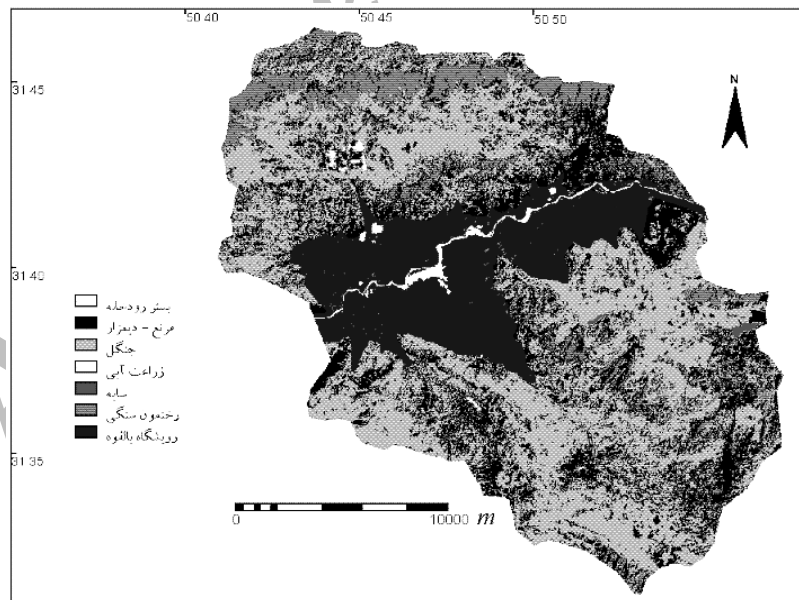 50 40
50 45
50 50
31 45
N
31 40
بستر رودخانه
مرتع - دیمزار
جنگل
زراعت آبی
سایه
رخنمون سنگی
رویشگاه بالقوه
31 35
0
10000 m